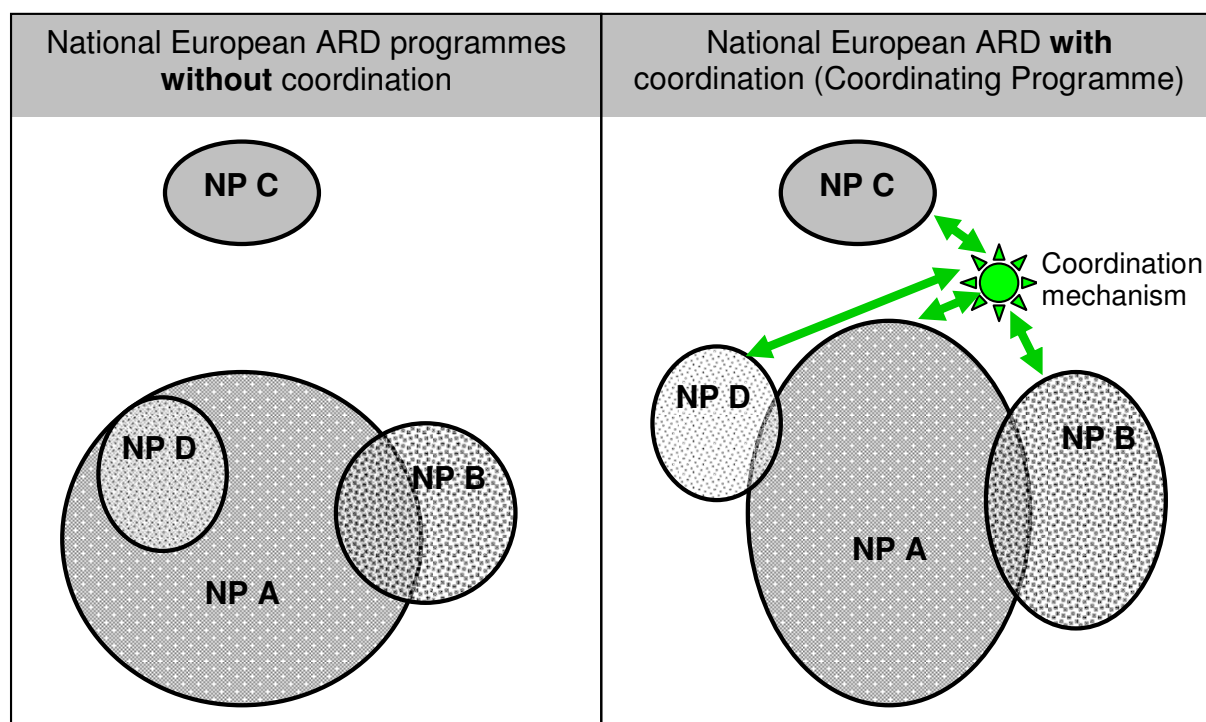 National European ARD programmes
without coordination
National European ARD with
coordination (Coordinating Programme)
NP C
NP D
NP B
NP A
NP C
Coordination
mechanism
NP D
NP B
NP A